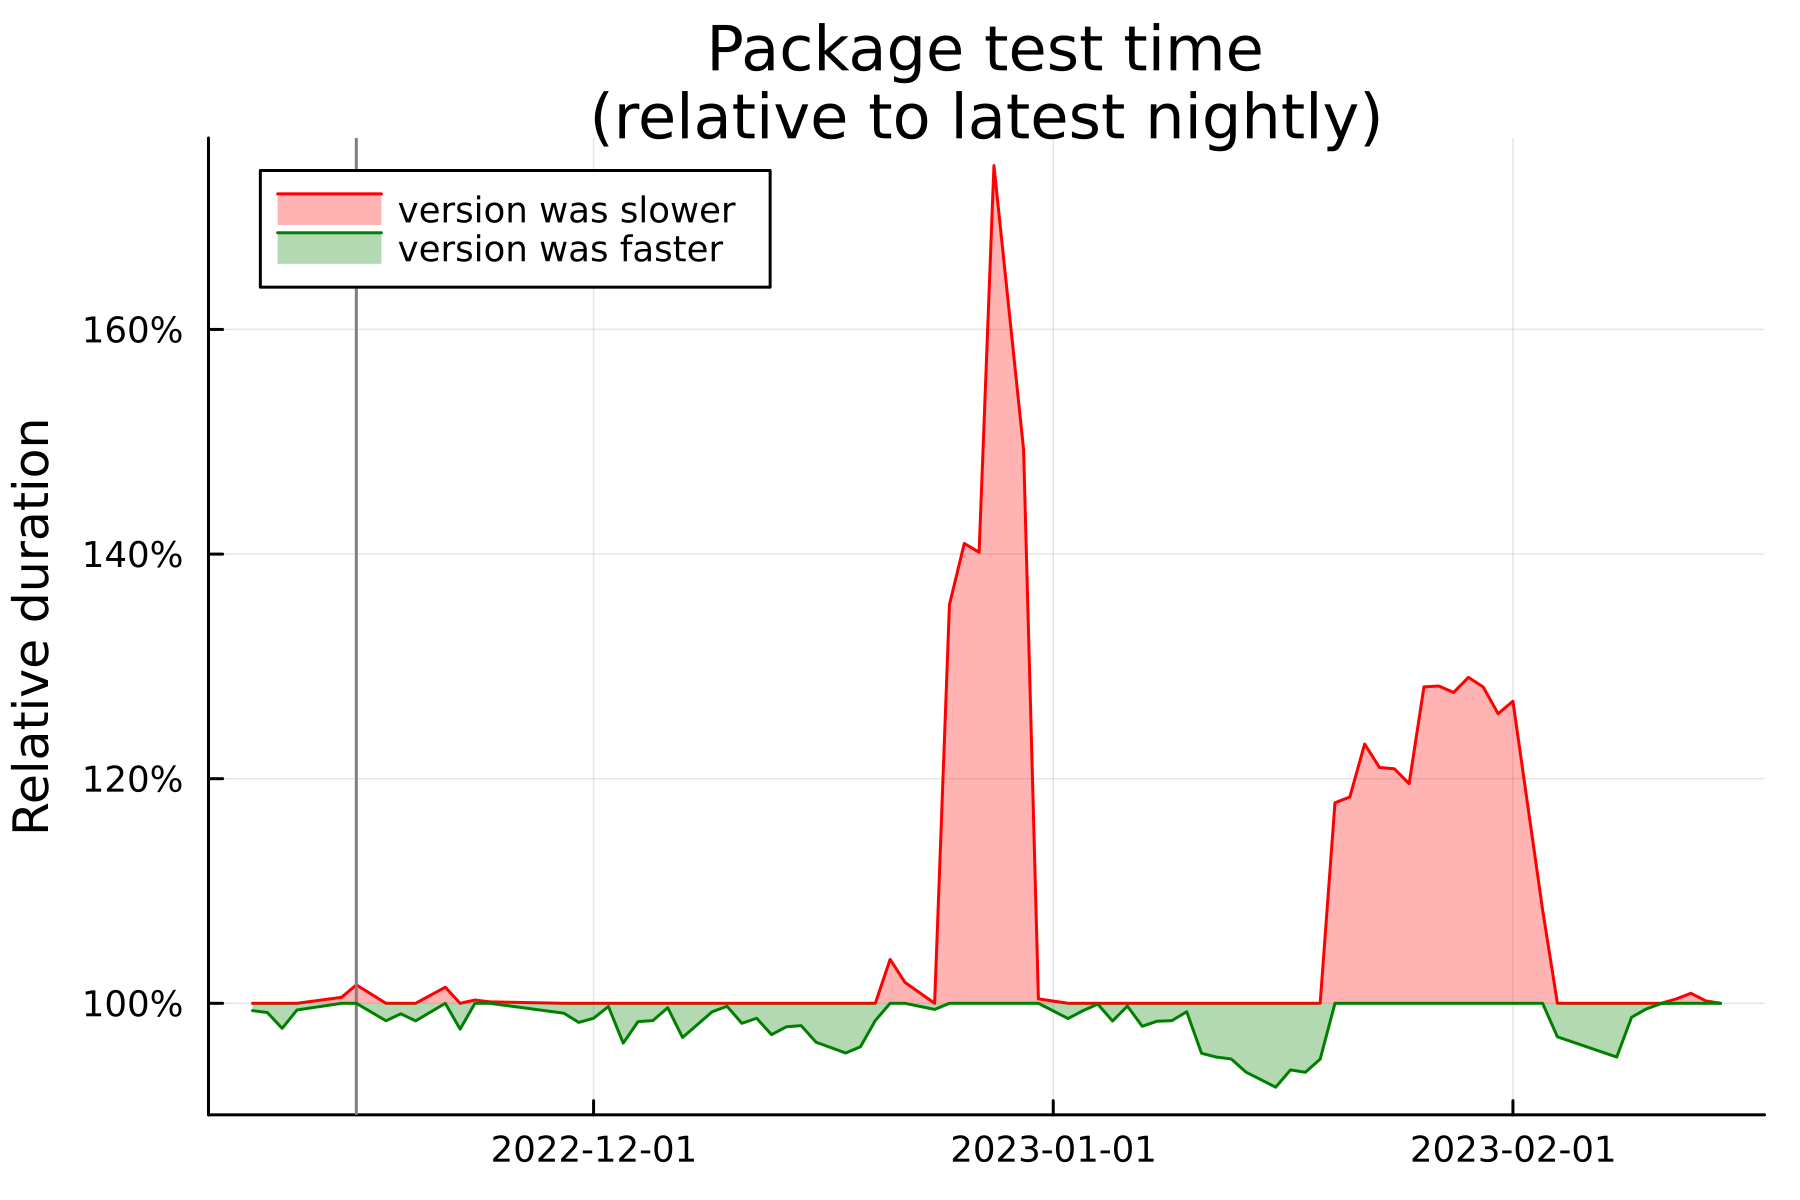 Package test time
(relative to latest nightly)
version was slower
version was faster
160%
140%
120%
100%
Relative duration
2022-12-01
2023-01-01
2023-02-01